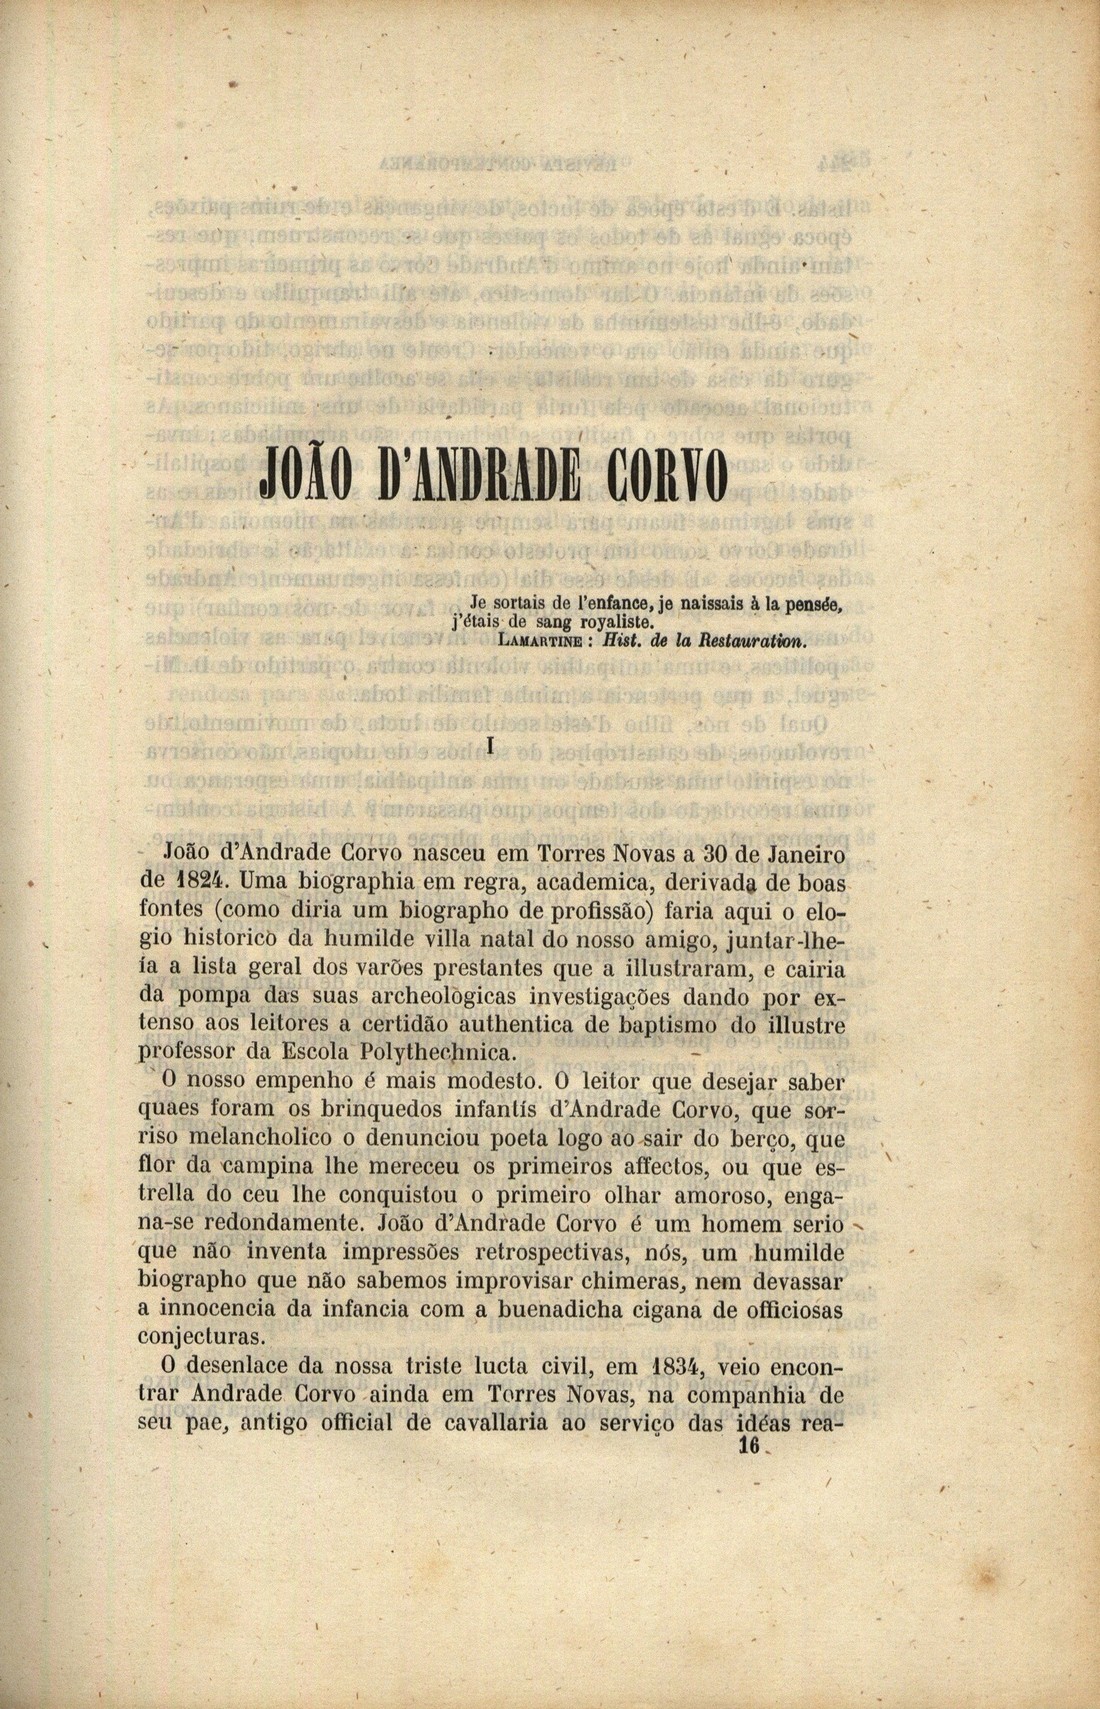 JOÃO D'ANDRADE CORVO
Je sortais de l'enfance, je naissais à la pensée,
j'étais de sang royaliste.
LAMARTINE : Hist. de la Restauration.
I
João d'Andrade Corvo nasceu em Torres Novas a 30 de Janeiro
de 1824. Uma biographia em regra, academica, derivada de boas
fontes (como diria um biographo de profissão) faria aqui o elo-
gio historico da humilde villa natal do nosso amigo, juntar-lhe-
ía a lista geral dos varões prestantes que a illustraram, e cairia
da pompa das suas archeologicas investigações dando por ex-
tenso aos leitores a certidão authentica de baptismo do illustre
professor da Escola Polythechnica.
O nosso empenho é mais modesto. O leitor que desejar saber
quaes foram os brinquedos infantís d'Andrade Corvo, que sor-
riso melancholico o denunciou poeta logo ao sair do berço, que
flor da campina lhe mereceu os primeiros affectos, ou que es-
trella do ceu lhe conquistou o primeiro olhar amoroso, enga-
na-se redondamente. João d'Andrade Corvo é um homem serio
que não inventa impressões retrospectivas, nós, um humilde
biographo que não sabemos improvisar chimeras, nem devassar
a innocencia da infancia com a buenadicha cigana de officiosas
conjecturas.
O desenlace da nossa triste lucta civil, em 1834, veio encon-
trar Andrade Corvo ainda em Torres Novas, na companhia de
seu pae, antigo official de cavallaria ao serviço das idéas rea-
16